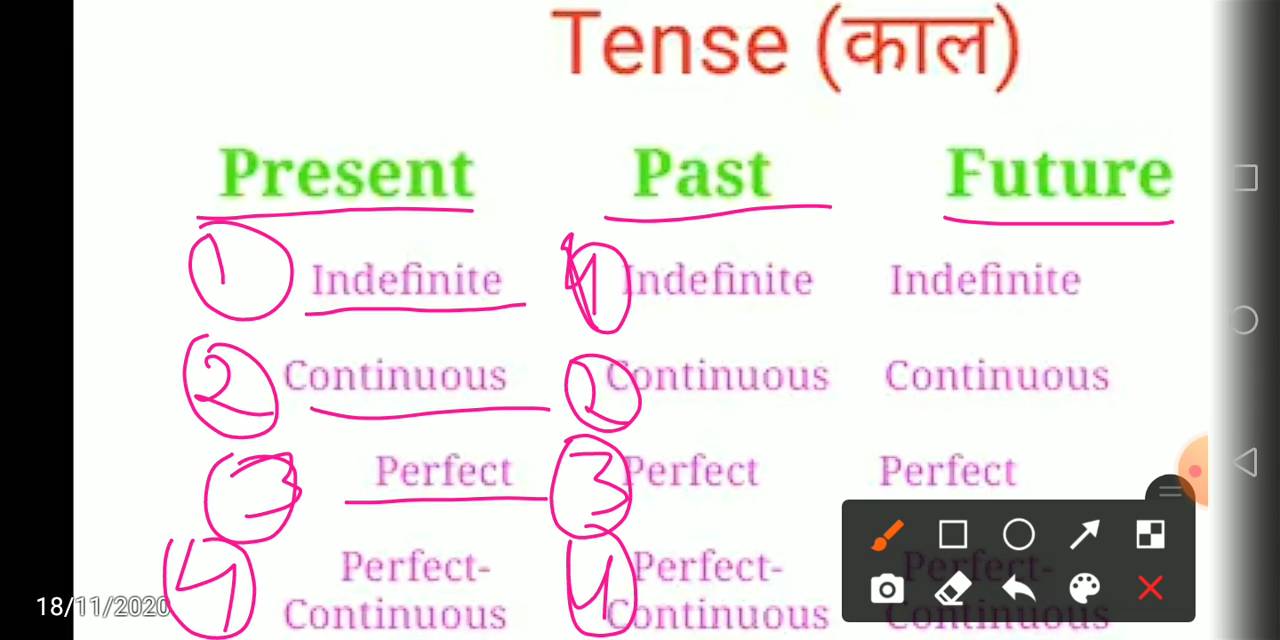 Tense (काल)
Present Past Future
1 Indefinite 1 Indefinite Indefinite
2 Continuous 2 Continuous Continuous
3 Perfect 3 Perfect Perfect
4 Perfect- 4 Perfect- Perfect-
Continuous Continuous Continuous
18/11/2020